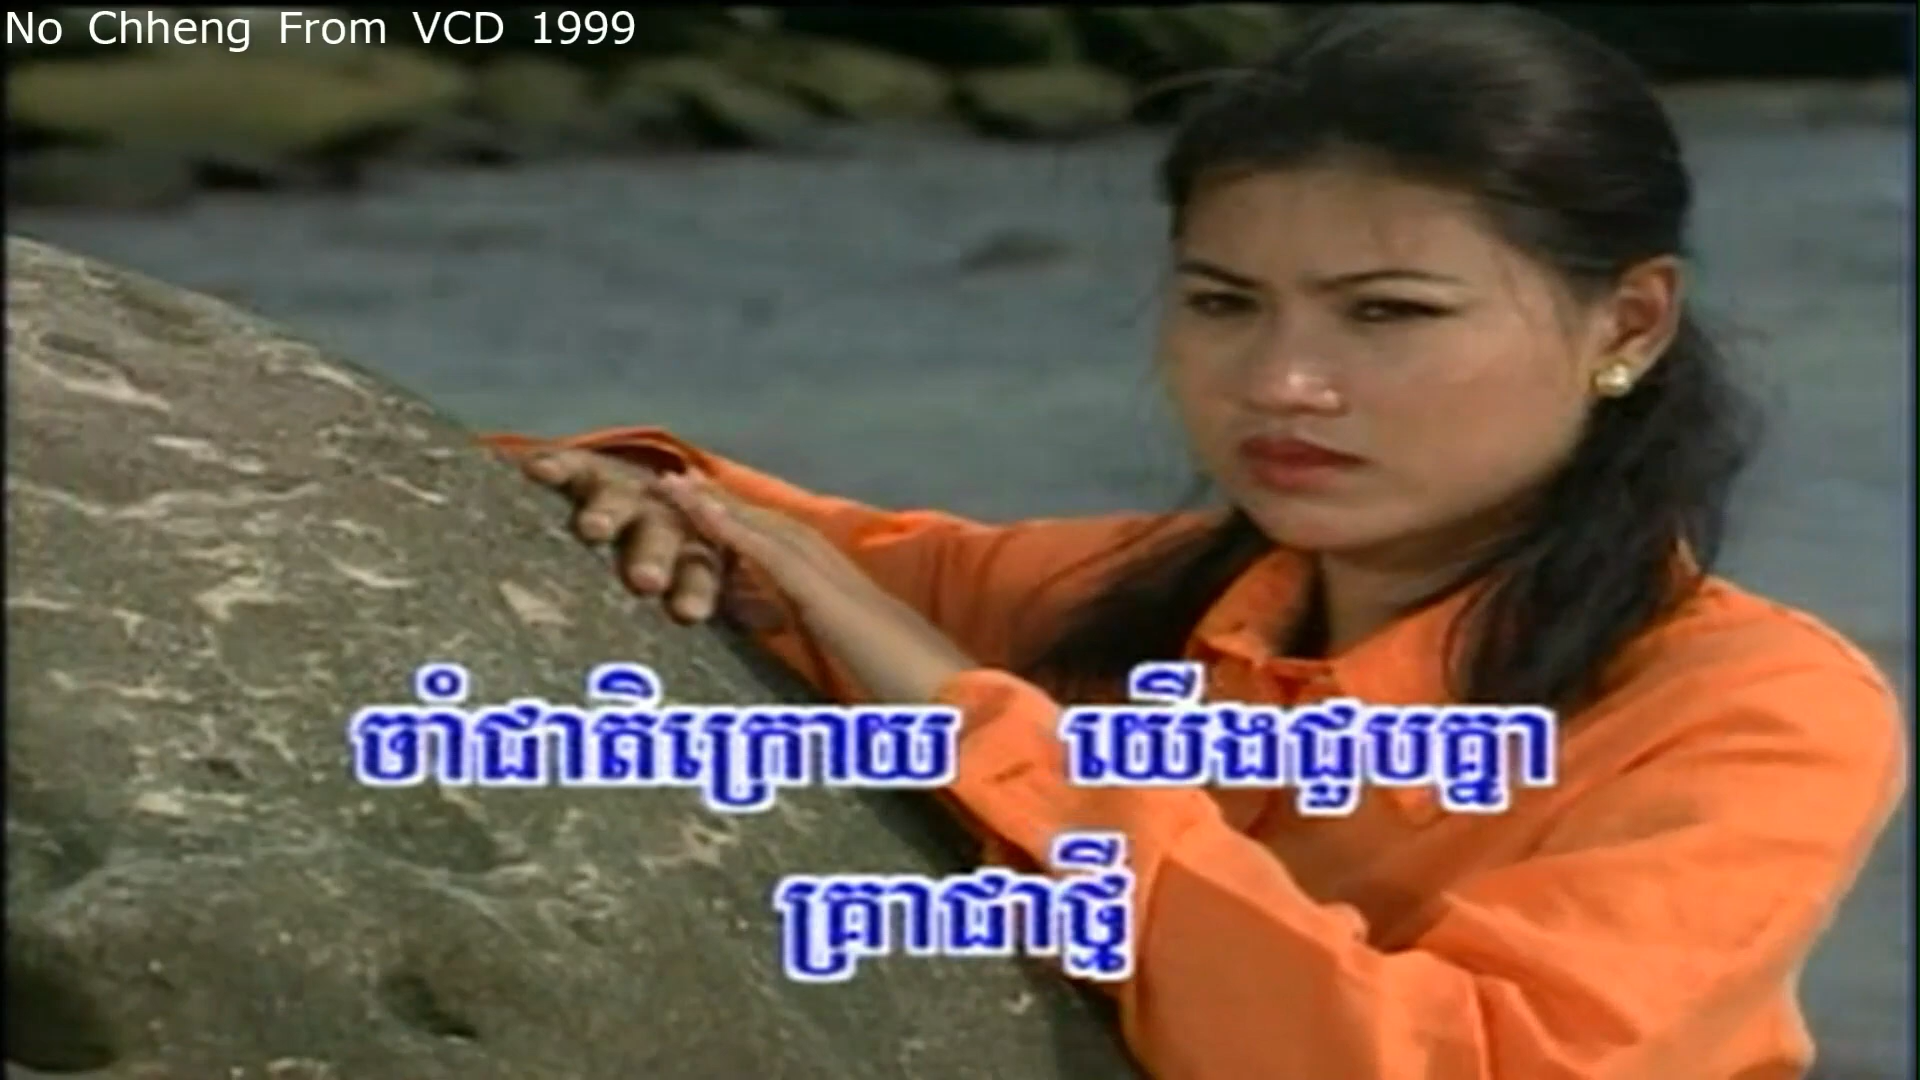 No Chheng From VCD 1999
ចាំជាតិក្រោយ យើងជួបគ្នា
គ្រាជាថ្មី